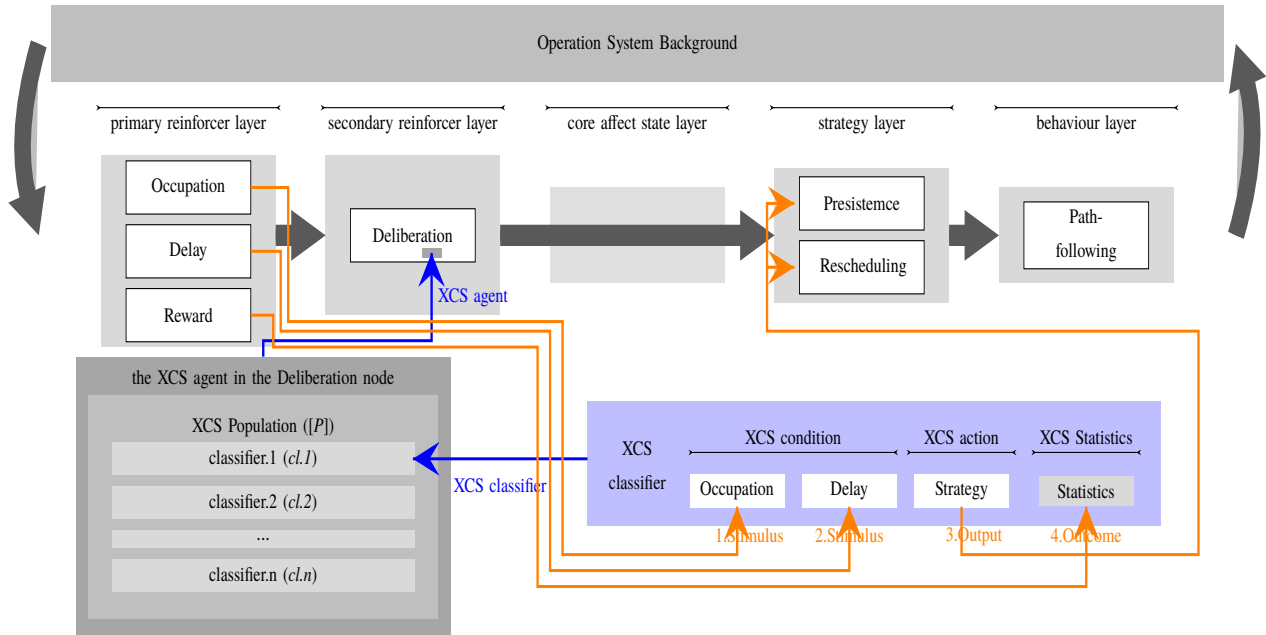 Operation System Background
primary reinforcer layer
secondary reinforcer layer
core affect state layer
strategy layer
behaviour layer
Occupation
Delay
Reward
Deliberation
XCS agent
Presistemce
Rescheduling
Path-
following
the XCS agent in the Deliberation node
XCS Population ([P])
classifier.1 (cl.1)
classifier.2 (cl.2)
...
classifier.n (cl.n)
XCS classifier
XCS
classifier
XCS condition
XCS action
XCS Statistics
Occupation
Delay
Strategy
Statistics
1.Stimulus
2.Stimulus
3.Output
4.Outcome